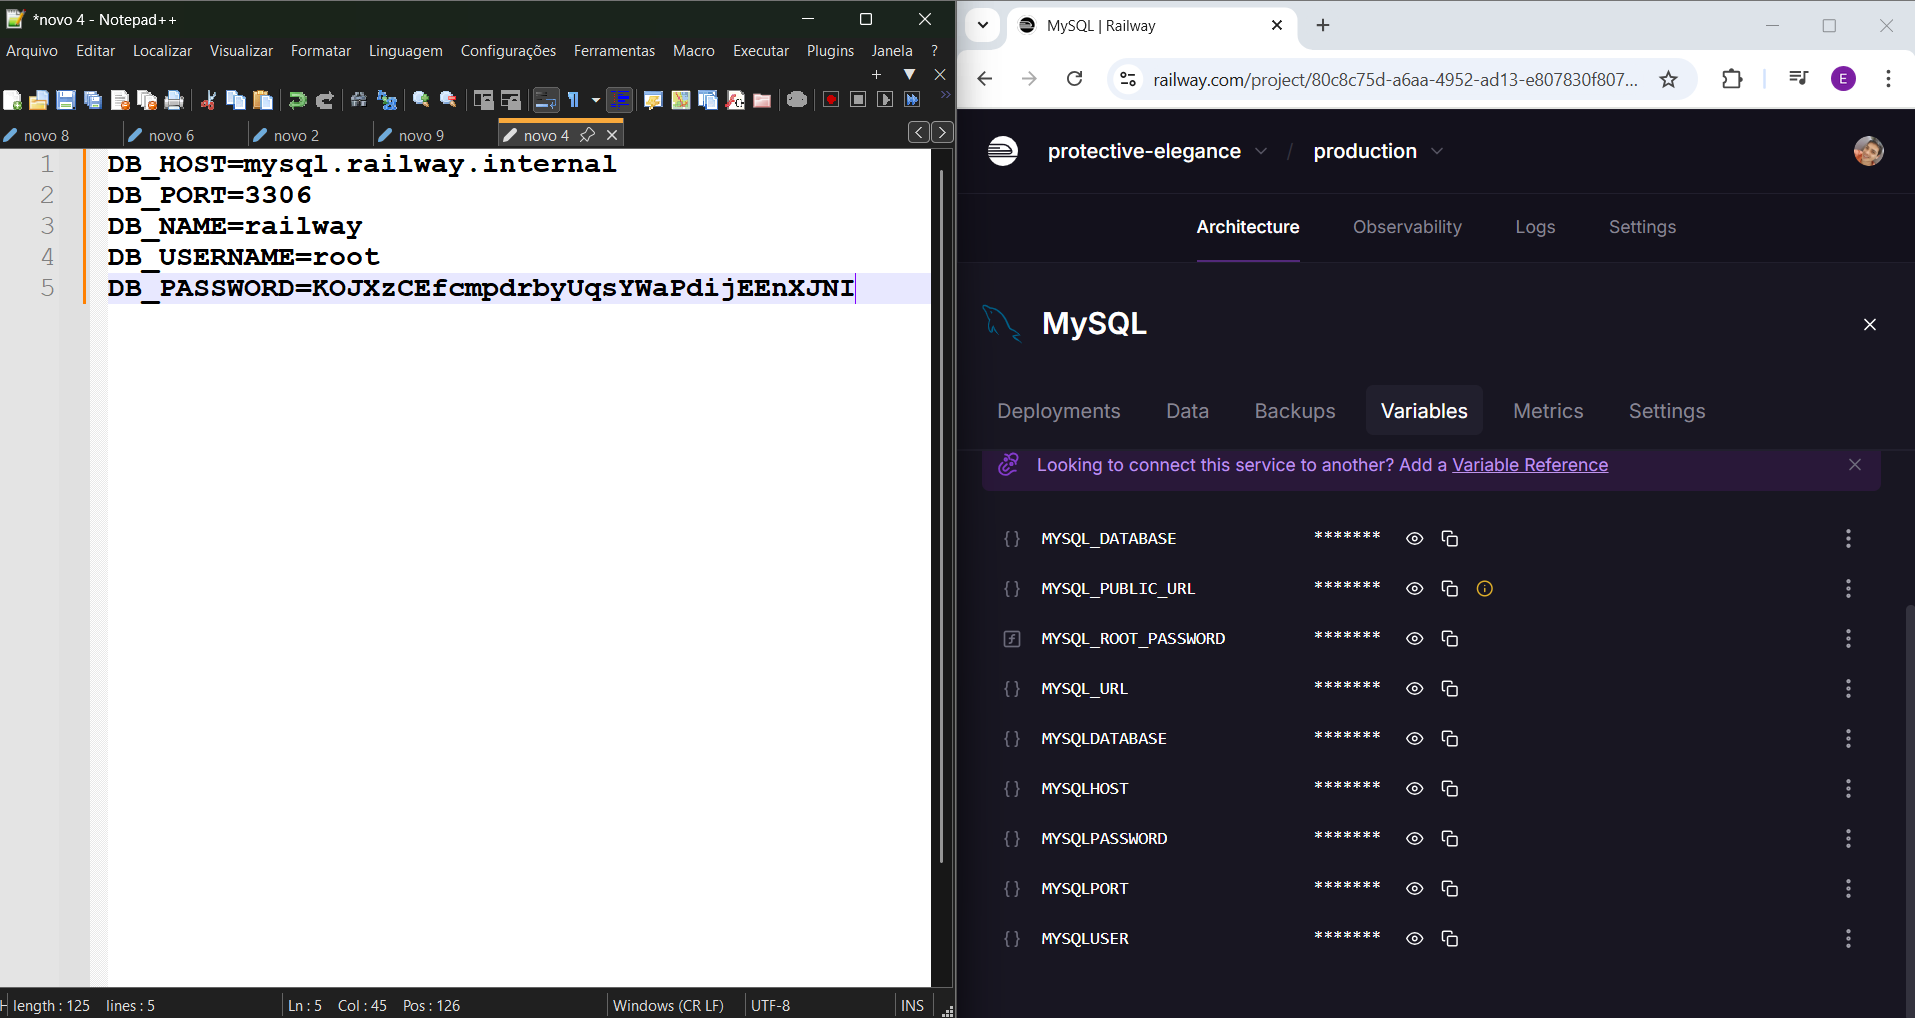 *novo 4 - Notepad++
Arquivo Editar Localizar Visualizar Formatar Linguagem Configurações Ferramentas Macro Executar Plugins Janela ?
novo 8 novo 6 novo 2 novo 9 novo 4
1 DB_HOST=mysql.railway.internal
2 DB_PORT=3306
3 DB_NAME=railway
4 DB_USERNAME=root
5 DB_PASSWORD=KOJXzCEfcmpdrbyUqsYWaPdijEEnXJNI
length : 125 lines : 5 Ln : 5 Col : 45 Pos : 126 Windows (CR LF) UTF-8 INS
MySQL | Railway
railway.com/project/80c8c75d-a6aa-4952-ad13-e807830f807...
E
protective-elegance / production
Architecture Observability Logs Settings
MySQL
Deployments Data Backups Variables Metrics Settings
Looking to connect this service to another? Add a Variable Reference
{} MYSQL_DATABASE *******
{} MYSQL_PUBLIC_URL *******
MYSQL_ROOT_PASSWORD *******
{} MYSQL_URL *******
{} MYSQLDATABASE *******
{} MYSQLHOST *******
{} MYSQLPASSWORD *******
{} MYSQLPORT *******
{} MYSQLUSER *******